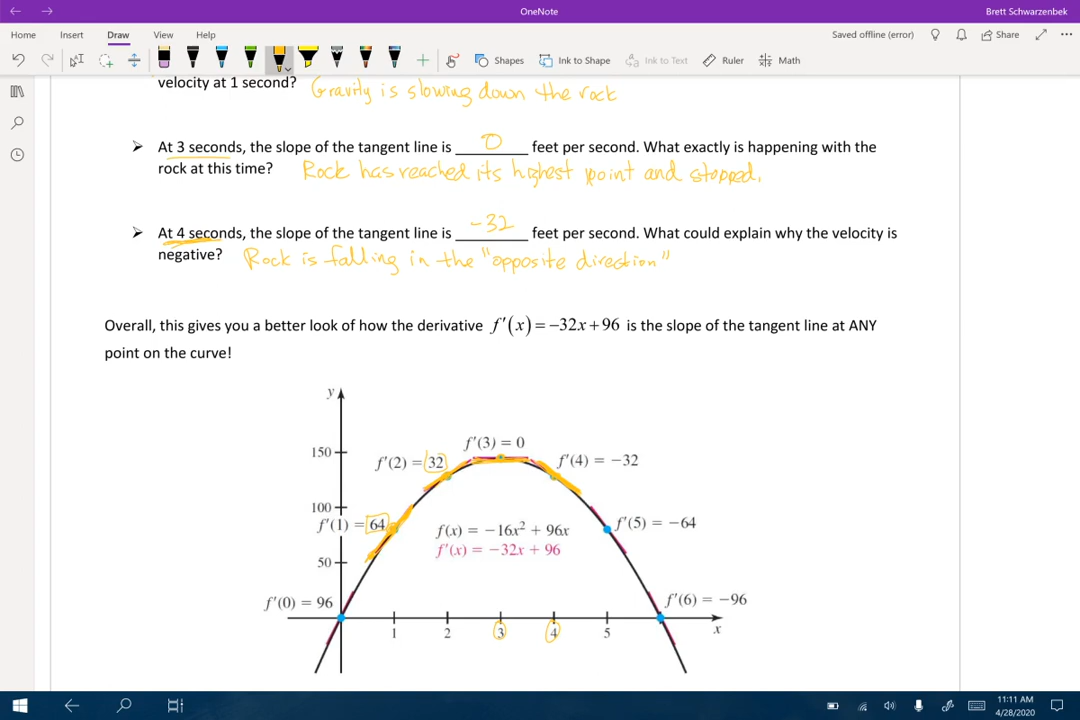 OneNote
Brett Schwarzenbek
Home Insert Draw View Help
Saved offline (error) Share
Shapes Ink to Shape Ink to Text Ruler Math
velocity at 1 second? Gravity is slowing down the rock
➢ At 3 seconds, the slope of the tangent line is 0 feet per second. What exactly is happening with the
rock at this time? Rock has reached its highest point and stopped.
➢ At 4 seconds, the slope of the tangent line is -32 feet per second. What could explain why the velocity is
negative? Rock is falling in the "opposite direction"
Overall, this gives you a better look of how the derivative f'(x) = −32x + 96 is the slope of the tangent line at ANY
point on the curve!
y
f'(3) = 0
150
f'(2) = 32
f'(4) = −32
100
f'(1) = 64
f'(5) = −64
f(x) = −16x² + 96x
f'(x) = −32x + 96
50
f'(0) = 96
f'(6) = −96
1 2 3 4 5 x
11:11 AM
4/28/2020